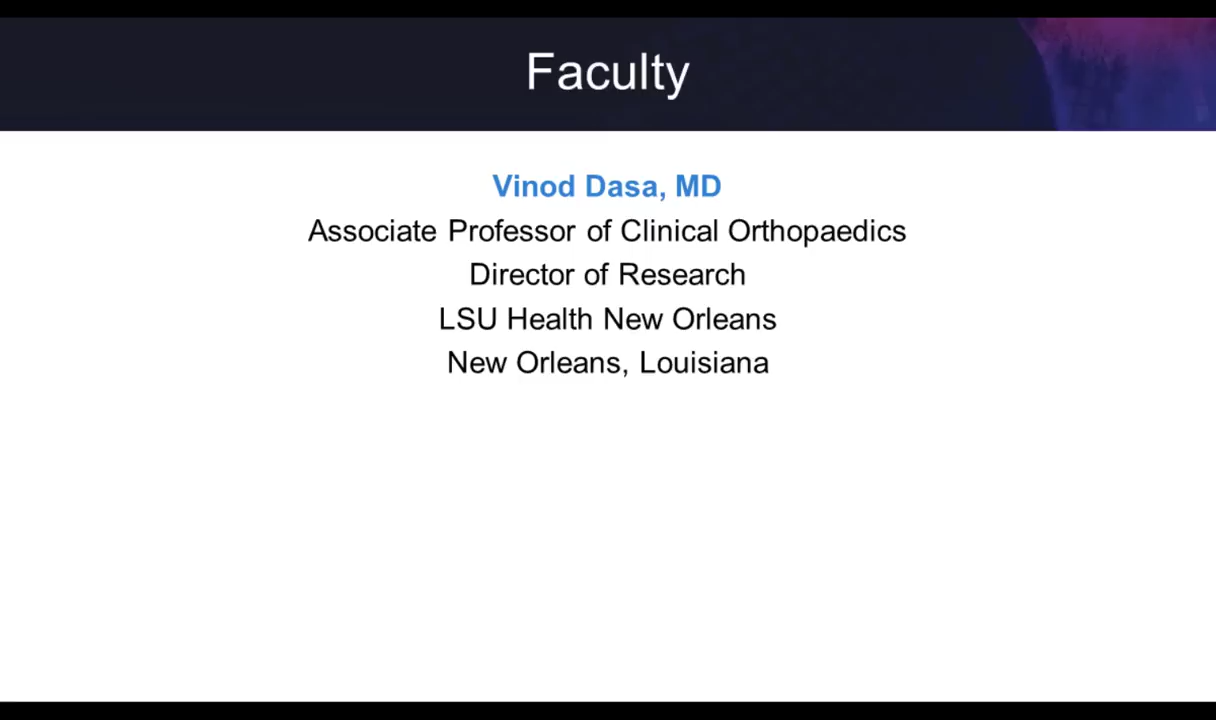 Faculty
Vinod Dasa, MD
Associate Professor of Clinical Orthopaedics
Director of Research
LSU Health New Orleans
New Orleans, Louisiana